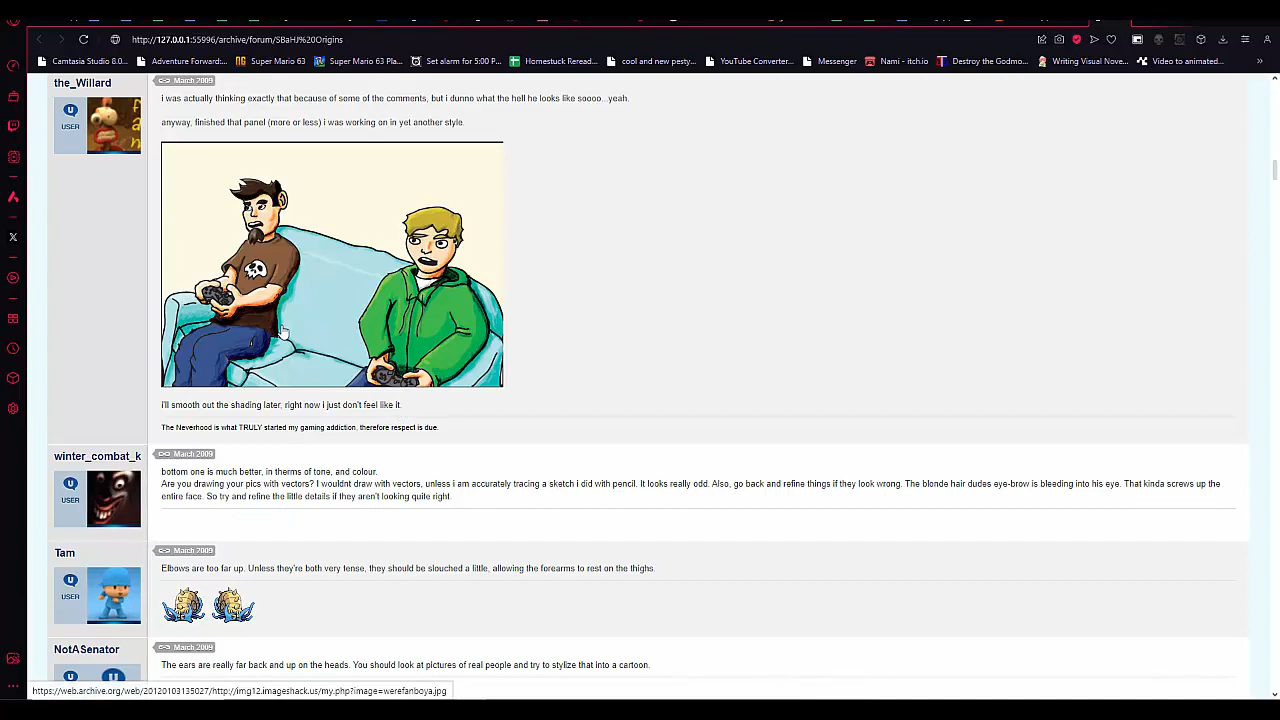 http://127.0.0.1:55996/archive/forum/SBaHJ%20Origins
Camtasia Studio 8.0... Adventure Forward:... Super Mario 63 Super Mario 63 Pla... Set alarm for 5:00 P... Homestuck Reread... cool and new pesty... YouTube Converter... Messenger Nami - itch.io Destroy the Godmo... Writing Visual Nove... Video to animated...
the_Willard
March 2009
USER
i was actually thinking exactly that because of some of the comments, but i dunno what the hell he looks like soooo...yeah.
anyway, finished that panel (more or less) i was working on in yet another style.
i'll smooth out the shading later, right now i just don't feel like it.
The Neverhood is what TRULY started my gaming addiction, therefore respect is due.
winter_combat_k
March 2009
USER
bottom one is much better, in therms of tone, and colour.
Are you drawing your pics with vectors? I wouldnt draw with vectors, unless i am accurately tracing a sketch i did with pencil. It looks really odd. Also, go back and refine things if they look wrong. The blonde hair dudes eye-brow is bleeding into his eye. That kinda screws up the
entire face. So try and refine the little details if they aren't looking quite right.
Tam
March 2009
USER
Elbows are too far up. Unless they're both very tense, they should be slouched a little, allowing the forearms to rest on the thighs.
NotASenator
March 2009
The ears are really far back and up on the heads. You should look at pictures of real people and try to stylize that into a cartoon.
https://web.archive.org/web/20120103135027/http://img12.imageshack.us/my.php?image=werefanboya.jpg